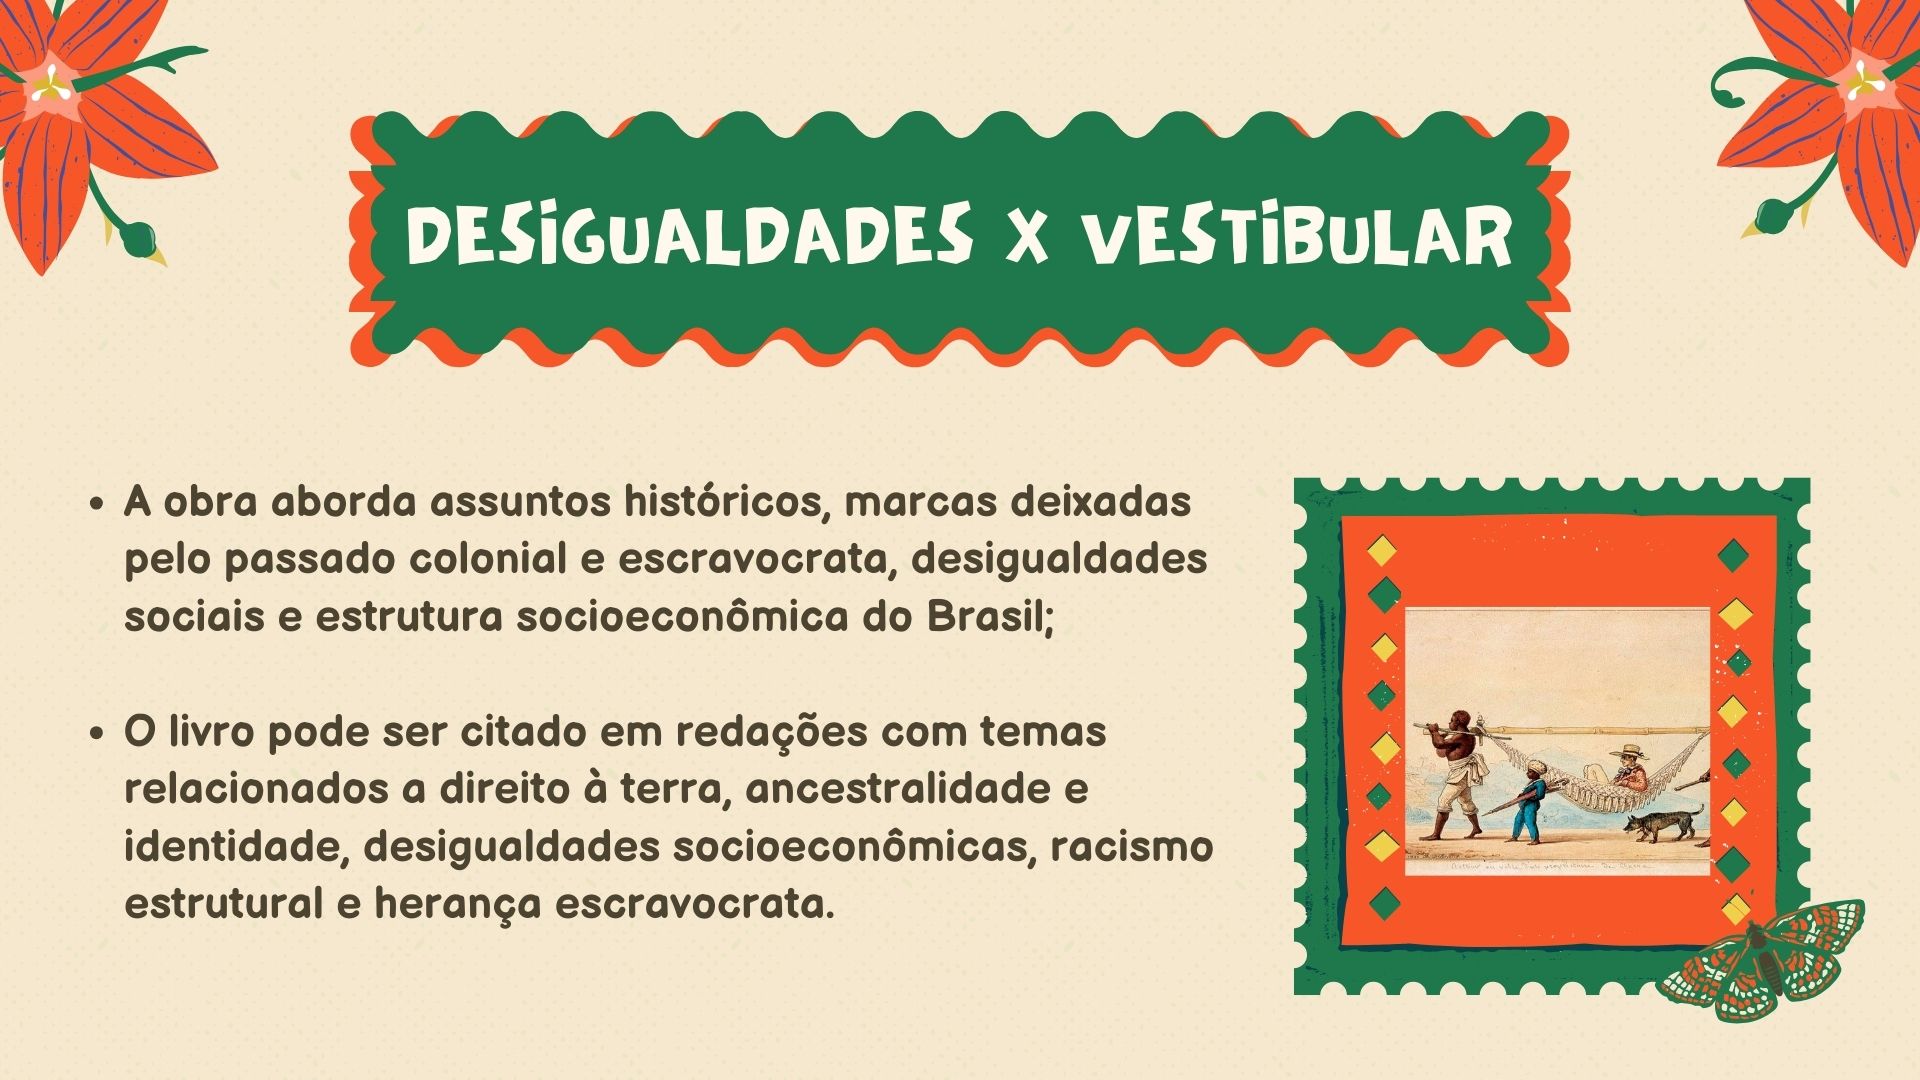 DESIGUALDADES X VESTIBULAR
• A obra aborda assuntos históricos, marcas deixadas
pelo passado colonial e escravocrata, desigualdades
sociais e estrutura socioeconômica do Brasil;
• O livro pode ser citado em redações com temas
relacionados a direito à terra, ancestralidade e
identidade, desigualdades socioeconômicas, racismo
estrutural e herança escravocrata.